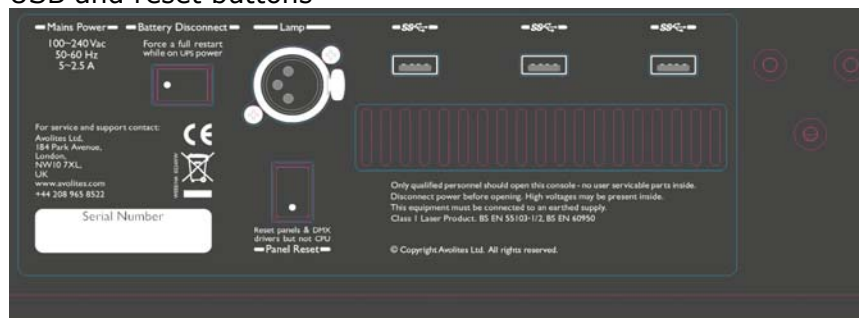 USB and reset buttons
Mains Power
100~240 Vac
50-60 Hz
5~2.5 A
Battery Disconnect
Force a full restart
while on UPS power
Lamp
SS
SS
SS
For service and support contact:
Avolites Ltd,
184 Park Avenue,
London,
NW10 7XL,
UK
www.avolites.com
+44 208 965 8522
CE
Serial Number
Reset panels & DMX
drivers but not CPU
Panel Reset
Only qualified personnel should open this console - no user servicable parts inside.
Disconnect power before opening. High voltages may be present inside.
This equipment must be connected to an earthed supply.
Class 1 Laser Product. BS EN 55103-1/2, BS EN 60950
© Copyright Avolites Ltd. All rights reserved.